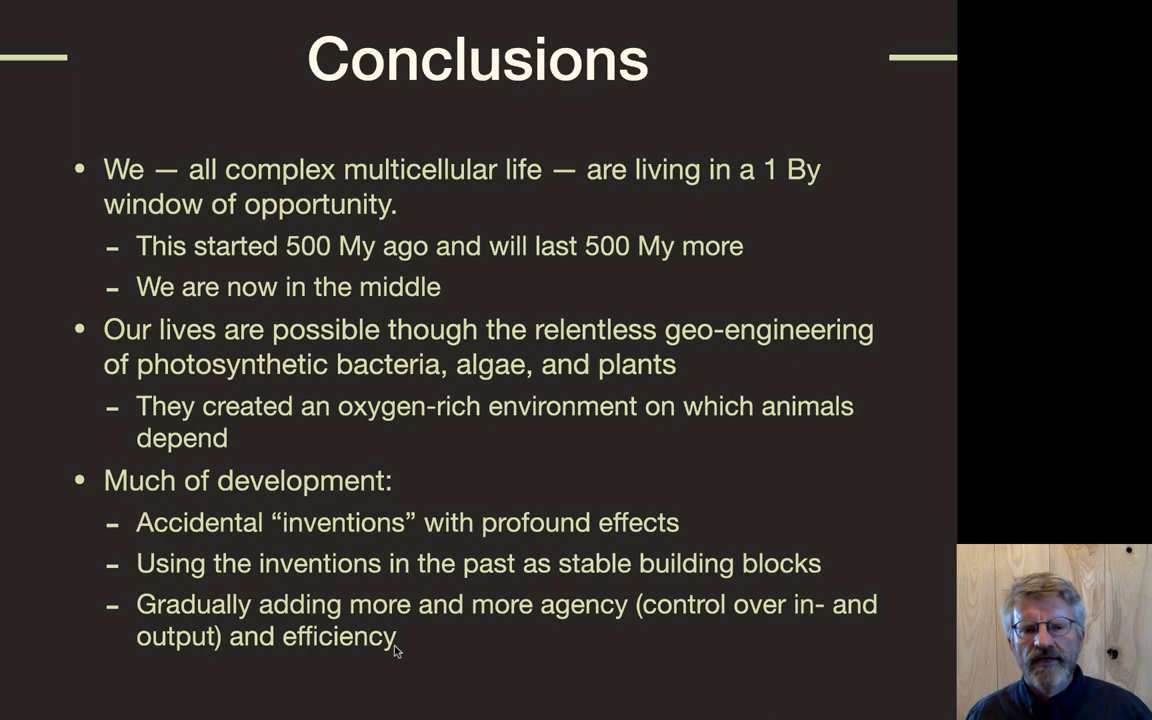 Conclusions
• We — all complex multicellular life — are living in a 1 By
window of opportunity.
– This started 500 My ago and will last 500 My more
– We are now in the middle
• Our lives are possible though the relentless geo-engineering
of photosynthetic bacteria, algae, and plants
– They created an oxygen-rich environment on which animals
depend
• Much of development:
– Accidental “inventions” with profound effects
– Using the inventions in the past as stable building blocks
– Gradually adding more and more agency (control over in- and
output) and efficiency